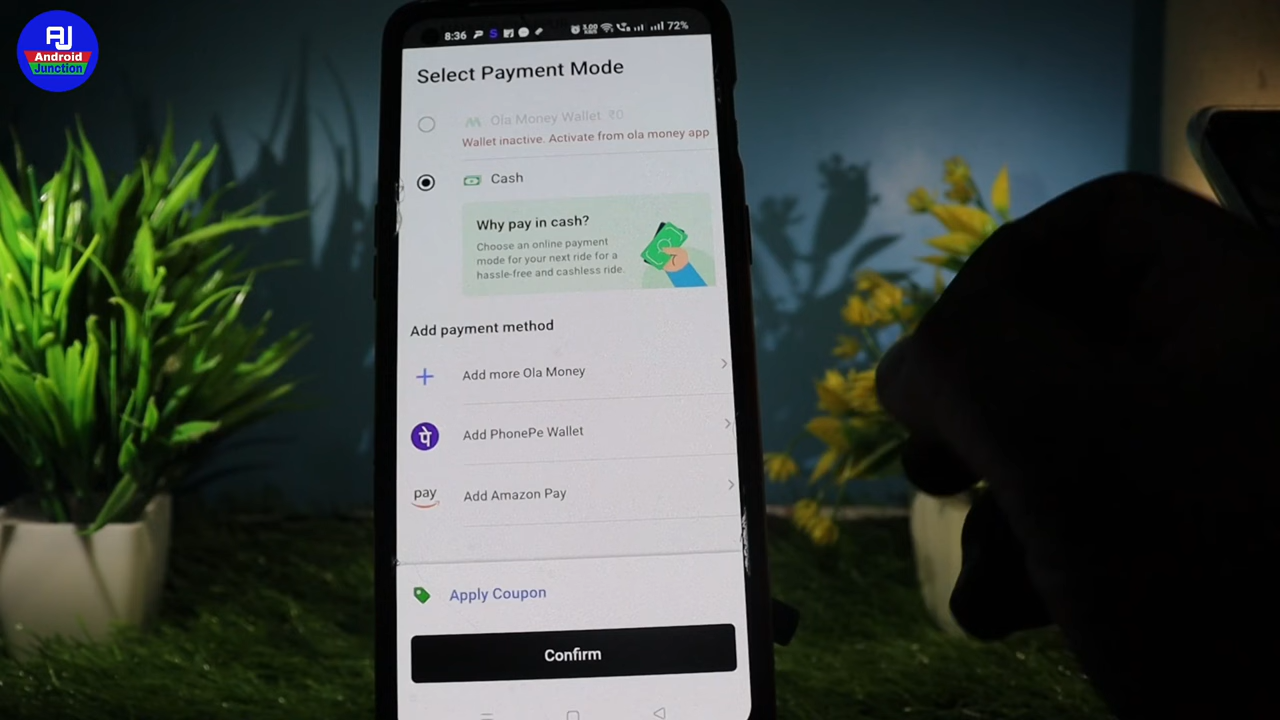 AJ
Android
Junction
8:36 72%
Select Payment Mode
Ola Money Wallet ₹0
Wallet inactive. Activate from ola money app
Cash
Why pay in cash?
Choose an online payment
mode for your next ride for a
hassle-free and cashless ride.
Add payment method
Add more Ola Money
पे Add PhonePe Wallet
pay Add Amazon Pay
Apply Coupon
Confirm